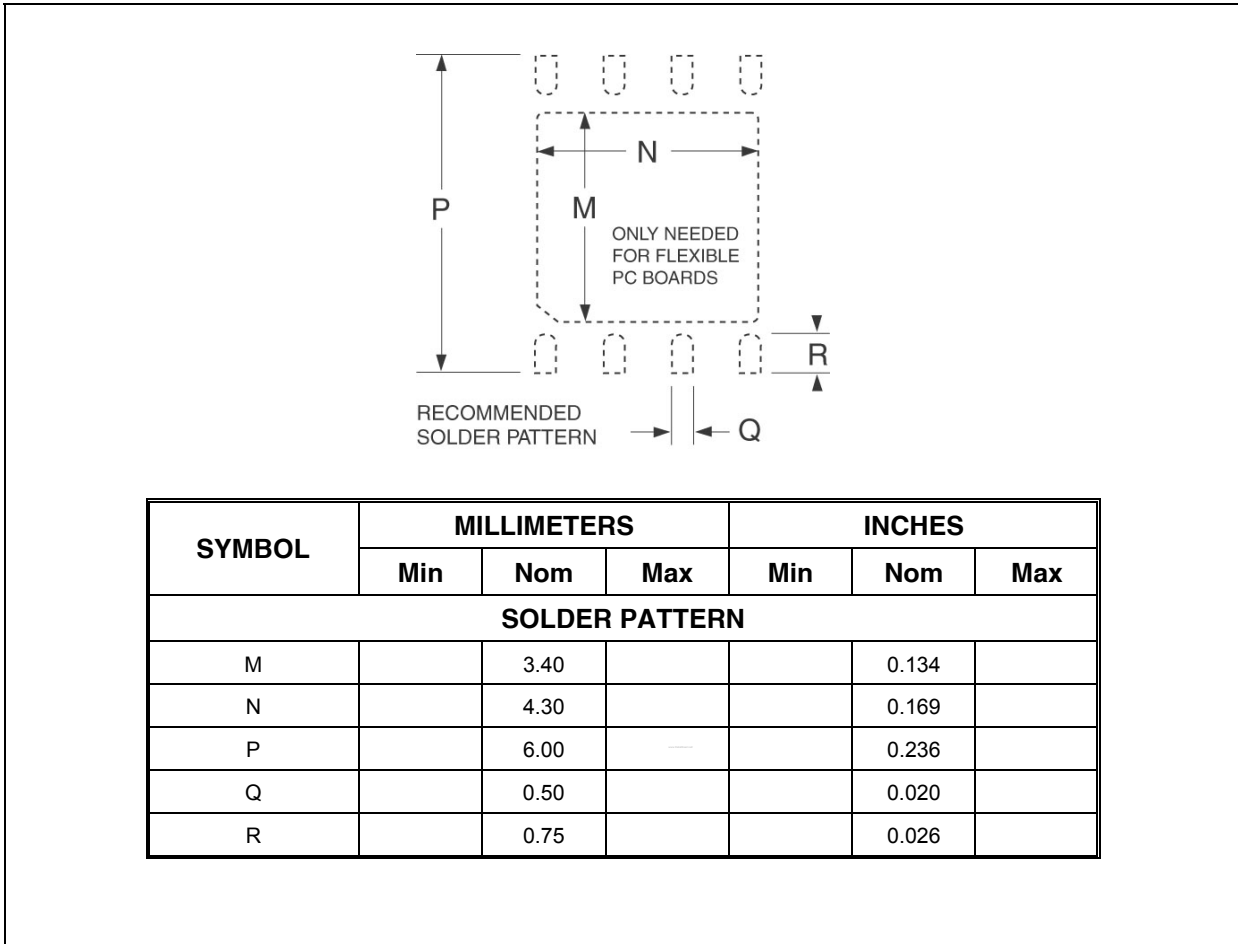 P
N
M
ONLY NEEDED
FOR FLEXIBLE
PC BOARDS
R
RECOMMENDED
SOLDER PATTERN
Q
SYMBOL MILLIMETERS INCHES
Min Nom Max Min Nom Max
SOLDER PATTERN
M 3.40 0.134
N 4.30 0.169
P 6.00 0.236
Q 0.50 0.020
R 0.75 0.026